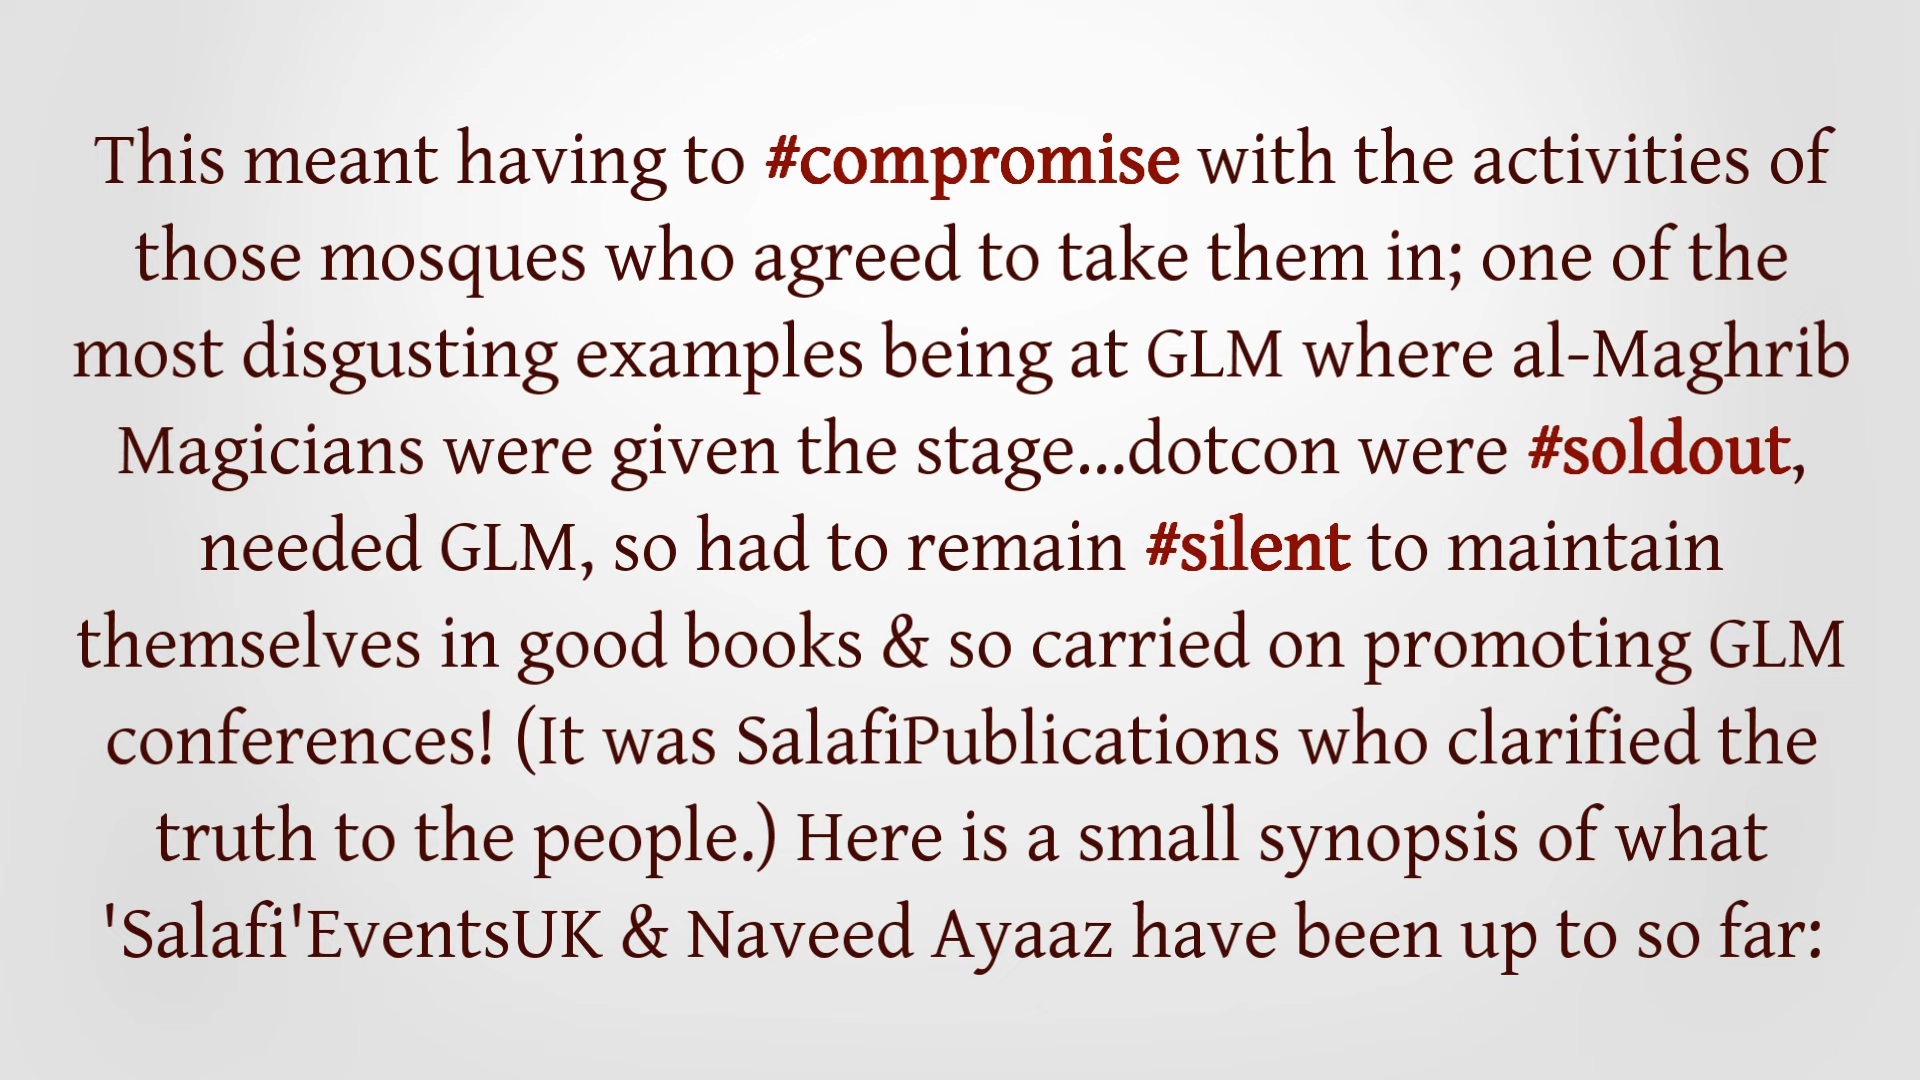 This meant having to #compromise with the activities of
those mosques who agreed to take them in; one of the
most disgusting examples being at GLM where al-Maghrib
Magicians were given the stage...dotcon were #soldout,
needed GLM, so had to remain #silent to maintain
themselves in good books & so carried on promoting GLM
conferences! (It was SalafiPublications who clarified the
truth to the people.) Here is a small synopsis of what
'Salafi'EventsUK & Naveed Ayaaz have been up to so far: